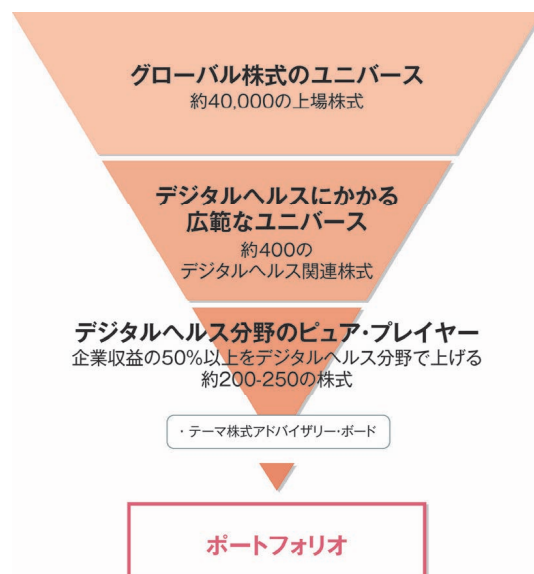 グローバル株式のユニバース
約40,000の上場株式
デジタルヘルスにかかる
広範なユニバース
約400の
デジタルヘルス関連株式
デジタルヘルス分野のピュア・プレイヤー
企業収益の50%以上をデジタルヘルス分野で上げる
約200-250の株式
・テーマ株式アドバイザリー・ボード
ポートフォリオ